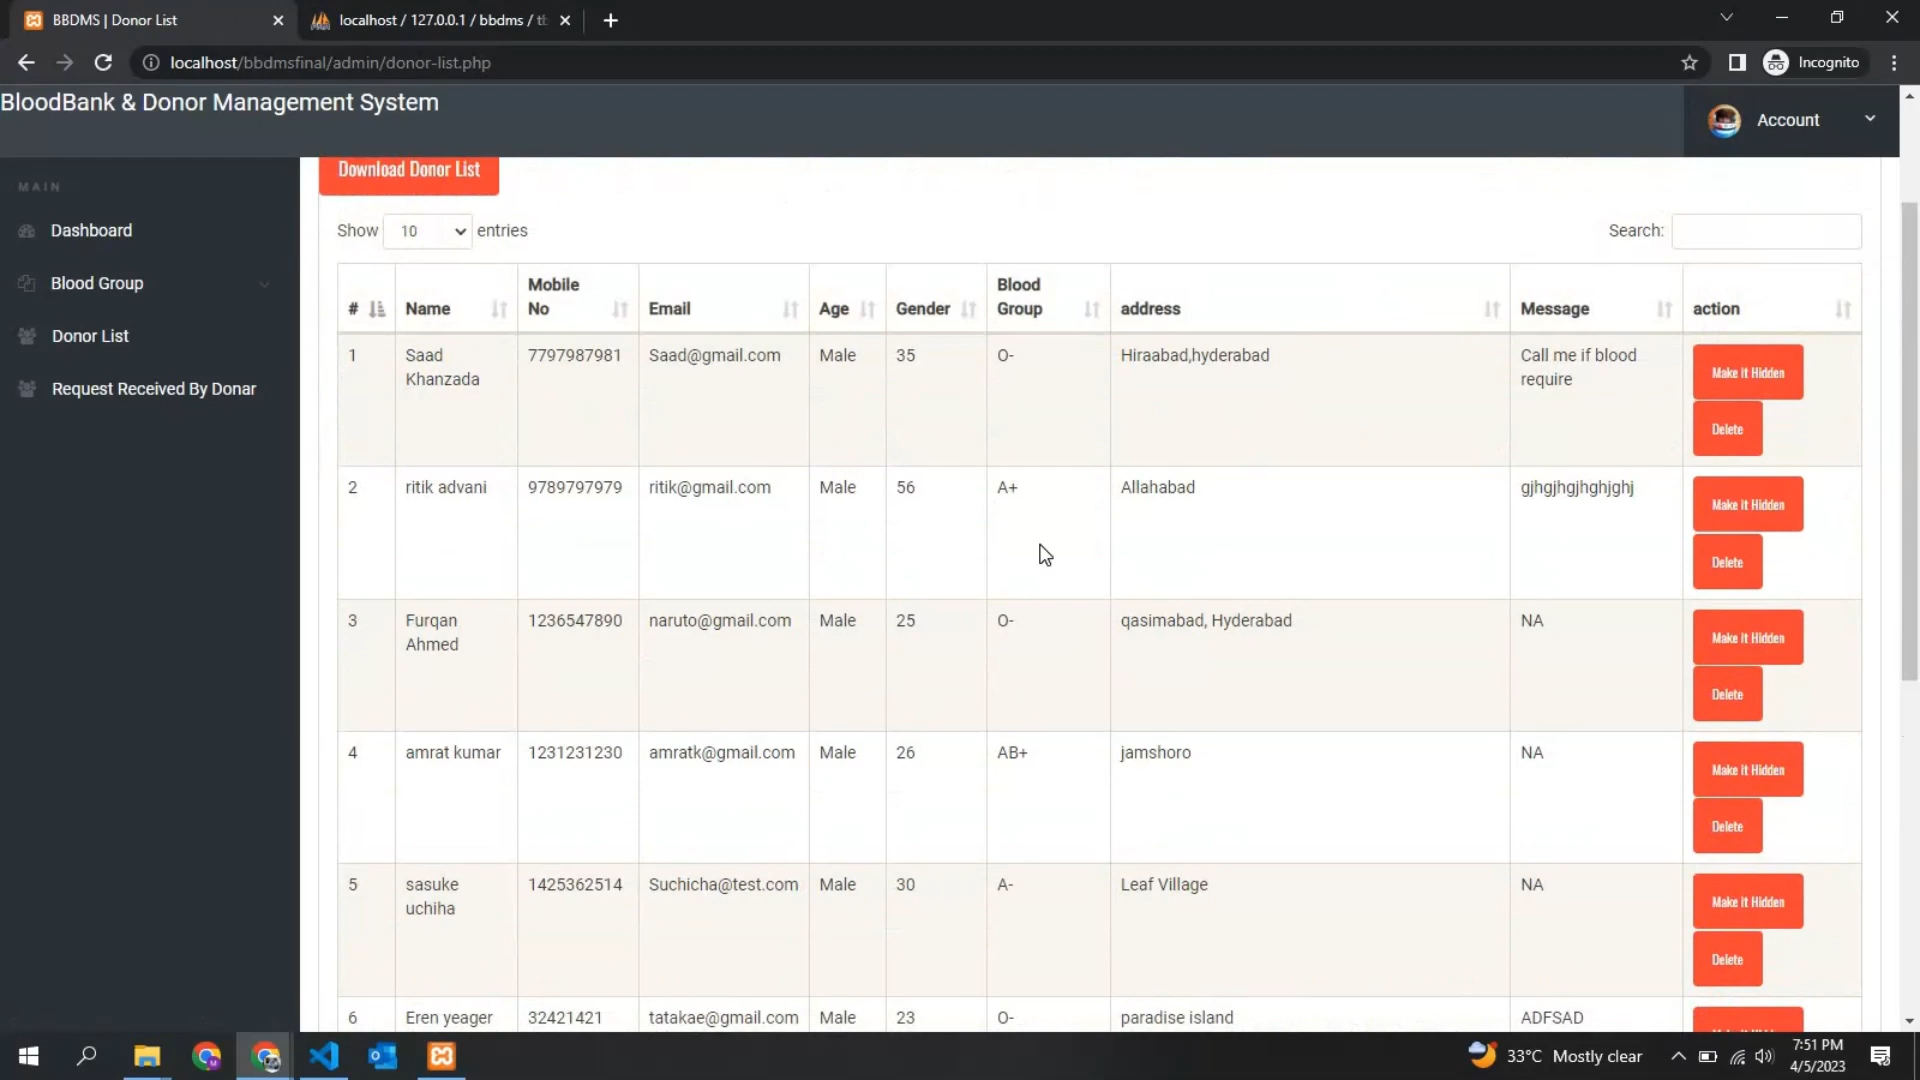 BBDMS | Donor List
localhost / 127.0.0.1 / bbdms / tb
localhost/bbdmsfinal/admin/donor-list.php
Incognito
BloodBank & Donor Management System
Account
MAIN
Dashboard
Blood Group
Donor List
Request Received By Donar
Download Donor List
Show 10 entries
Search:
# Name Mobile No Email Age Gender Blood Group address Message action
1 Saad Khanzada 7797987981 Saad@gmail.com Male 35 O- Hiraabad,hyderabad Call me if blood require Make it Hidden
Delete
2 ritik advani 9789797979 ritik@gmail.com Male 56 A+ Allahabad gjhgjhgjhghjghj Make it Hidden
Delete
3 Furqan Ahmed 1236547890 naruto@gmail.com Male 25 O- qasimabad, Hyderabad NA Make it Hidden
Delete
4 amrat kumar 1231231230 amratk@gmail.com Male 26 AB+ jamshoro NA Make it Hidden
Delete
5 sasuke uchiha 1425362514 Suchicha@test.com Male 30 A- Leaf Village NA Make it Hidden
Delete
6 Eren yeager 32421421 tatakae@gmail.com Male 23 O- paradise island ADFSAD
33°C Mostly clear
7:51 PM
4/5/2023